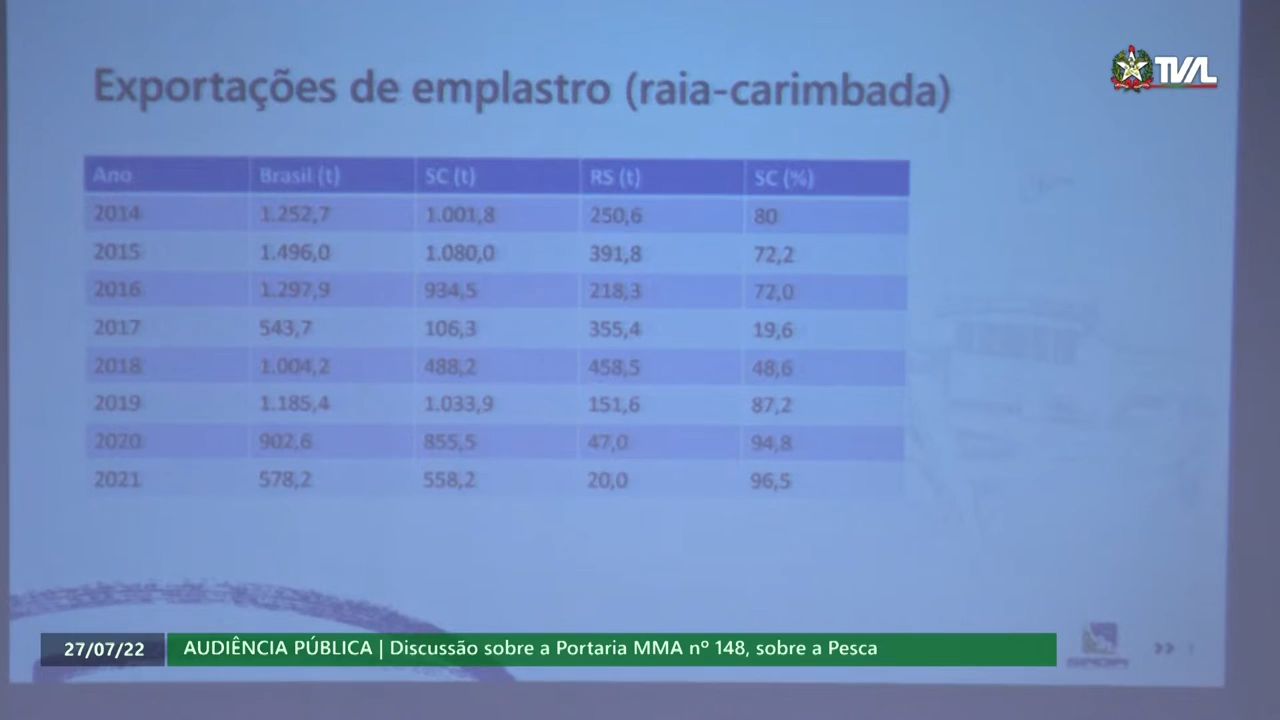 TVAL
Exportações de emplastro (raia-carimbada)
Ano Brasil (t) SC (t) RS (t) SC (%)
2014 1.252,7 1.001,8 250,6 80
2015 1.496,0 1.080,0 391,8 72,2
2016 1.297,9 934,5 218,3 72,0
2017 543,7 106,3 355,4 19,6
2018 1.004,2 488,2 458,5 48,6
2019 1.185,4 1.033,9 151,6 87,2
2020 902,6 855,5 47,0 94,8
2021 578,2 558,2 20,0 96,5
27/07/22 AUDIÊNCIA PÚBLICA | Discussão sobre a Portaria MMA nº 148, sobre a Pesca